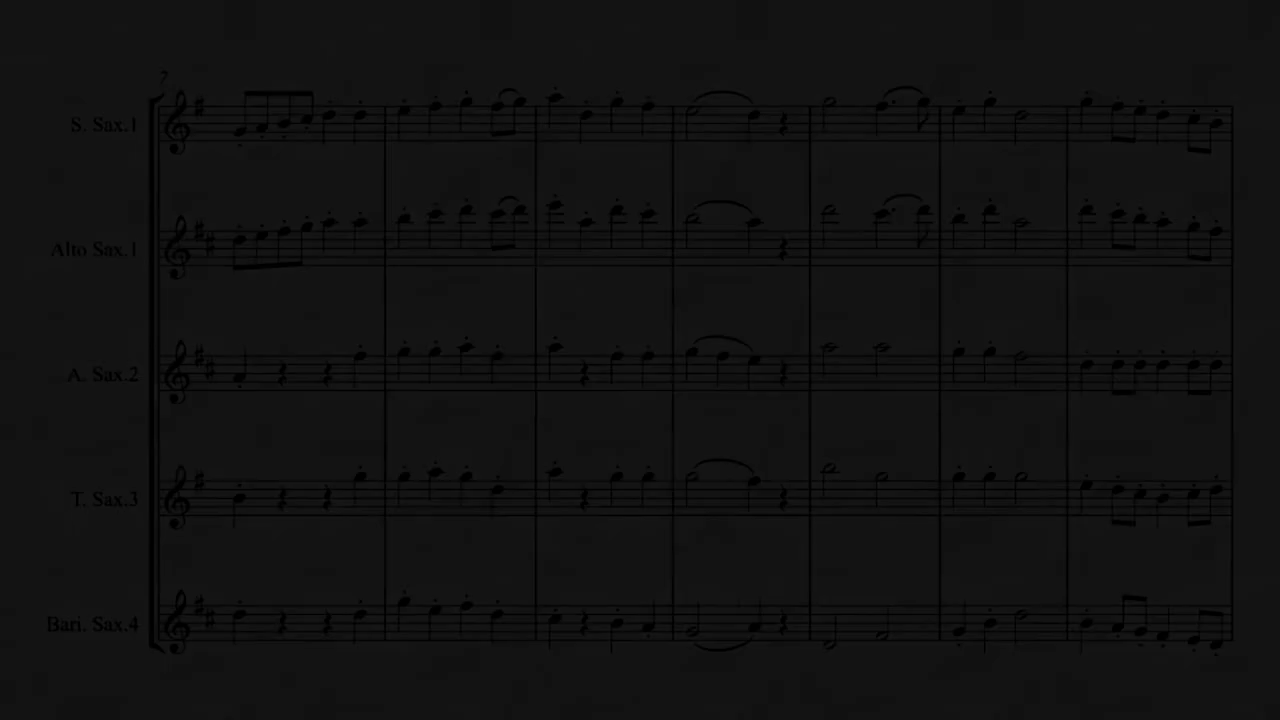 7
S. Sax.1
Alto Sax.1
A. Sax.2
T. Sax.3
Bari. Sax.4